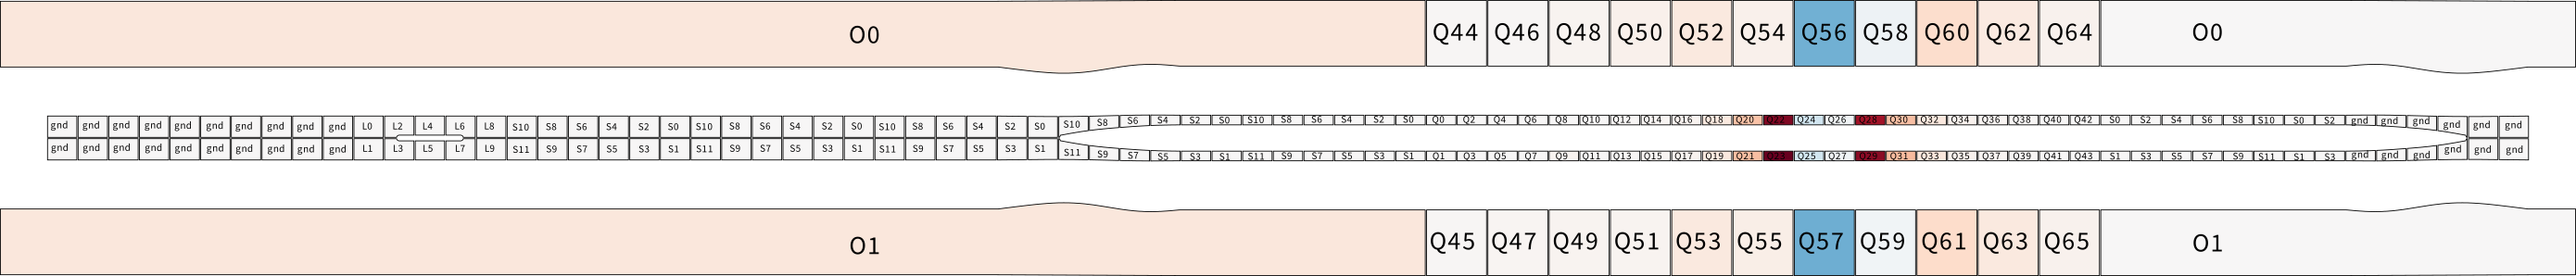 O0 Q44 Q46 Q48 Q50 Q52 Q54 Q56 Q58 Q60 Q62 Q64 O0
gnd gnd gnd gnd gnd gnd gnd gnd gnd gnd L0 L2 L4 L6 L8 S10 S8 S6 S4 S2 S0 S10 S8 S6 S4 S2 S0 S10 S8 S6 S4 S2 S0 S10 S8 S6 S4 S2 S0 S10 S8 S6 S4 S2 S0 Q0 Q2 Q4 Q6 Q8 Q10 Q12 Q14 Q16 Q18 Q20 Q22 Q24 Q26 Q28 Q30 Q32 Q34 Q36 Q38 Q40 Q42 S0 S2 S4 S6 S8 S10 S0 S2 gnd gnd gnd gnd gnd gnd
gnd gnd gnd gnd gnd gnd gnd gnd gnd gnd L1 L3 L5 L7 L9 S11 S9 S7 S5 S3 S1 S11 S9 S7 S5 S3 S1 S11 S9 S7 S5 S3 S1 S11 S9 S7 S5 S3 S1 S11 S9 S7 S5 S3 S1 Q1 Q3 Q5 Q7 Q9 Q11 Q13 Q15 Q17 Q19 Q21 Q23 Q25 Q27 Q29 Q31 Q33 Q35 Q37 Q39 Q41 Q43 S1 S3 S5 S7 S9 S11 S1 S3 gnd gnd gnd gnd gnd gnd
O1 Q45 Q47 Q49 Q51 Q53 Q55 Q57 Q59 Q61 Q63 Q65 O1